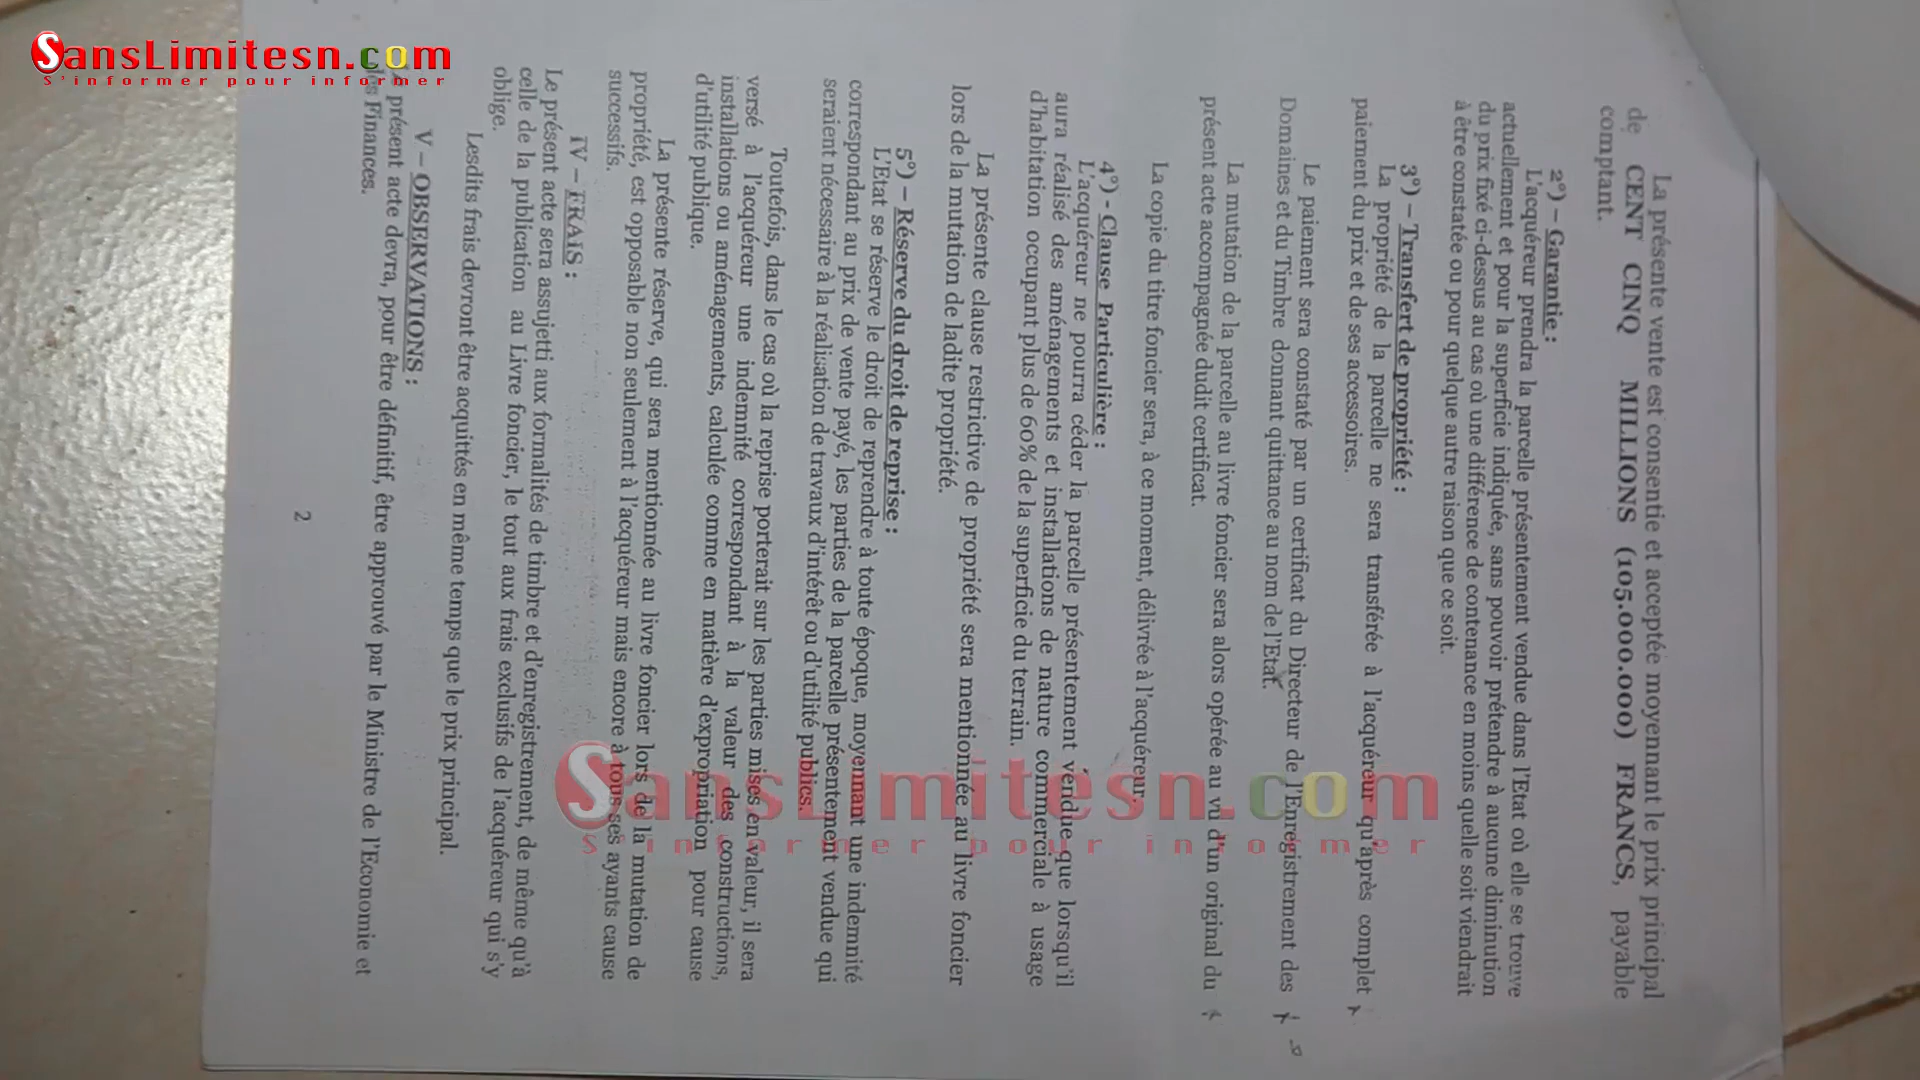 SansLimitesn.com
S'informer pour informer
La présente vente est consentie et acceptée moyennant le prix principal
de CENT CINQ MILLIONS (105.000.000) FRANCS, payable
comptant.
2°) – Garantie :
L'acquéreur prendra la parcelle présentement vendue dans l'Etat où elle se trouve
actuellement et pour la superficie indiquée, sans pouvoir prétendre à aucune diminution
du prix fixé ci-dessus au cas où une différence de contenance en moins quelle soit viendrait
à être constatée ou pour quelque autre raison que ce soit.
3°) – Transfert de propriété :
La propriété de la parcelle ne sera transférée à l'acquéreur qu'après complet
paiement du prix et de ses accessoires.
Le paiement sera constaté par un certificat du Directeur de l'Enregistrement des
Domaines et du Timbre donnant quittance au nom de l'Etat.
La mutation de la parcelle au livre foncier sera alors opérée au vu d'un original du
présent acte accompagnée dudit certificat.
La copie du titre foncier sera, à ce moment, délivrée à l'acquéreur.
4°) - Clause Particulière :
L'acquéreur ne pourra céder la parcelle présentement vendue que lorsqu'il
aura réalisé des aménagements et installations de nature commerciale à usage
d'habitation occupant plus de 60% de la superficie du terrain.
La présente clause restrictive de propriété sera mentionnée au livre foncier
lors de la mutation de ladite propriété.
5°) – Réserve du droit de reprise :
L'Etat se réserve le droit de reprendre à toute époque, moyennant une indemnité
correspondant au prix de vente payé, les parties de la parcelle présentement vendue qui
seraient nécessaire à la réalisation de travaux d'intérêt ou d'utilité publics.
Toutefois, dans le cas où la reprise porterait sur les parties mises en valeur, il sera
versé à l'acquéreur une indemnité correspondant à la valeur des constructions,
installations ou aménagements, calculée comme en matière d'expropriation pour cause
d'utilité publique.
La présente réserve, qui sera mentionnée au livre foncier lors de la mutation de
propriété, est opposable non seulement à l'acquéreur mais encore à tous ses ayants cause
successifs.
IV – FRAIS :
Le présent acte sera assujetti aux formalités de timbre et d'enregistrement, de même qu'à
celle de la publication au Livre foncier, le tout aux frais exclusifs de l'acquéreur qui s'y
oblige.
Lesdits frais devront être acquittés en même temps que le prix principal.
V – OBSERVATIONS :
Le présent acte devra, pour être définitif, être approuvé par le Ministre de l'Economie et
des Finances.
2
SansLimitesn.com
S'informer pour informer